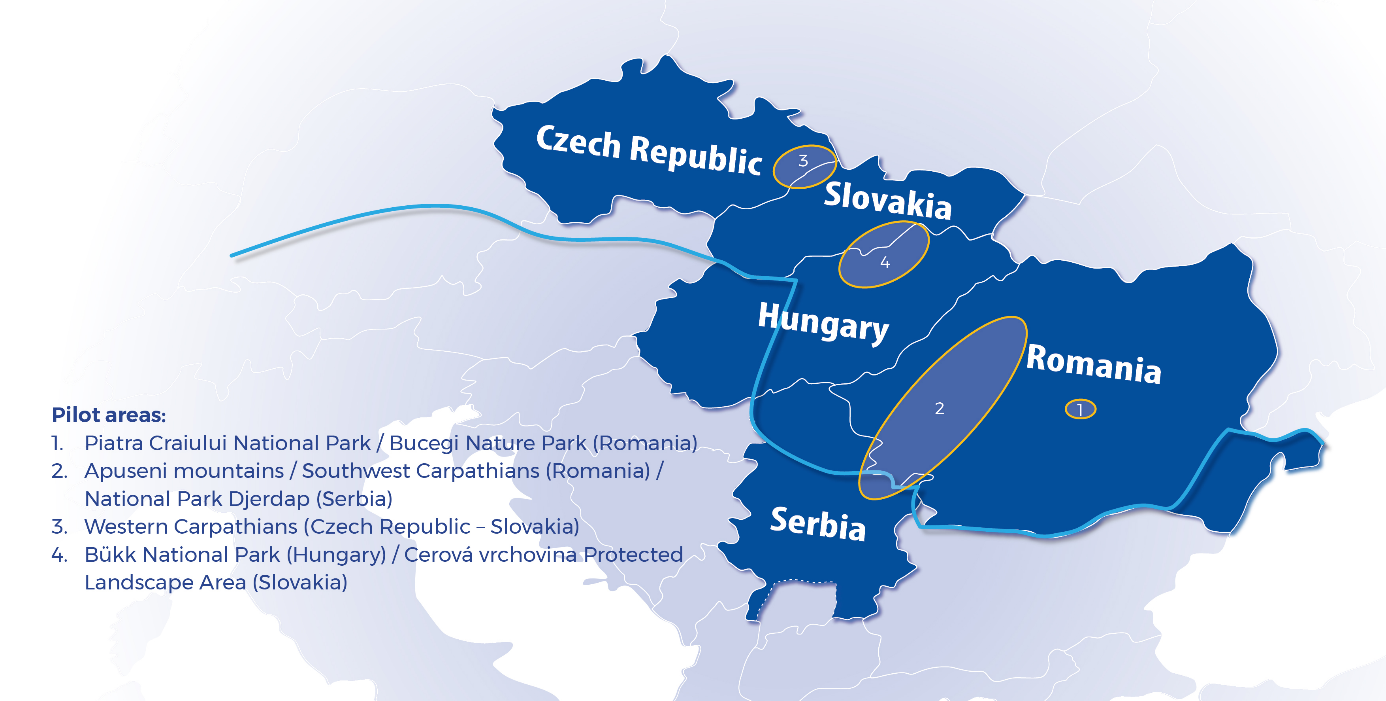 Czech Republic
3
Slovakia
4
Hungary
Romania
2
1
Serbia
Pilot areas:
1. Piatra Craiului National Park / Bucegi Nature Park (Romania)
2. Apuseni mountains / Southwest Carpathians (Romania) /
National Park Djerdap (Serbia)
3. Western Carpathians (Czech Republic – Slovakia)
4. Bükk National Park (Hungary) / Cerová vrchovina Protected
Landscape Area (Slovakia)